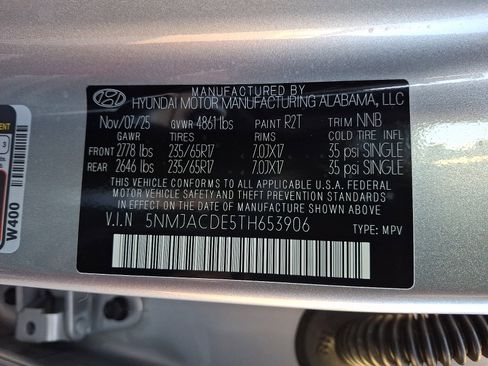 MANUFACTURED BY
HYUNDAI MOTOR MANUFACTURING ALABAMA, LLC
Nov/07/25 GVWR 4861 lbs PAINT R2T TRIM NNB
GAWR TIRES RIMS COLD TIRE INFL
FRONT 2778 lbs 235/65R17 7.0JX17 35 psi SINGLE
REAR 2646 lbs 235/65R17 7.0JX17 35 psi SINGLE
THIS VEHICLE CONFORMS TO ALL APPLICABLE U.S.A. FEDERAL
MOTOR VEHICLE SAFETY AND THEFT PREVENTION STANDARDS
IN EFFECT ON THE DATE OF MANUFACTURE SHOWN ABOVE.
V.I.N 5NMJACDE5TH653906
TYPE: MPV
W400